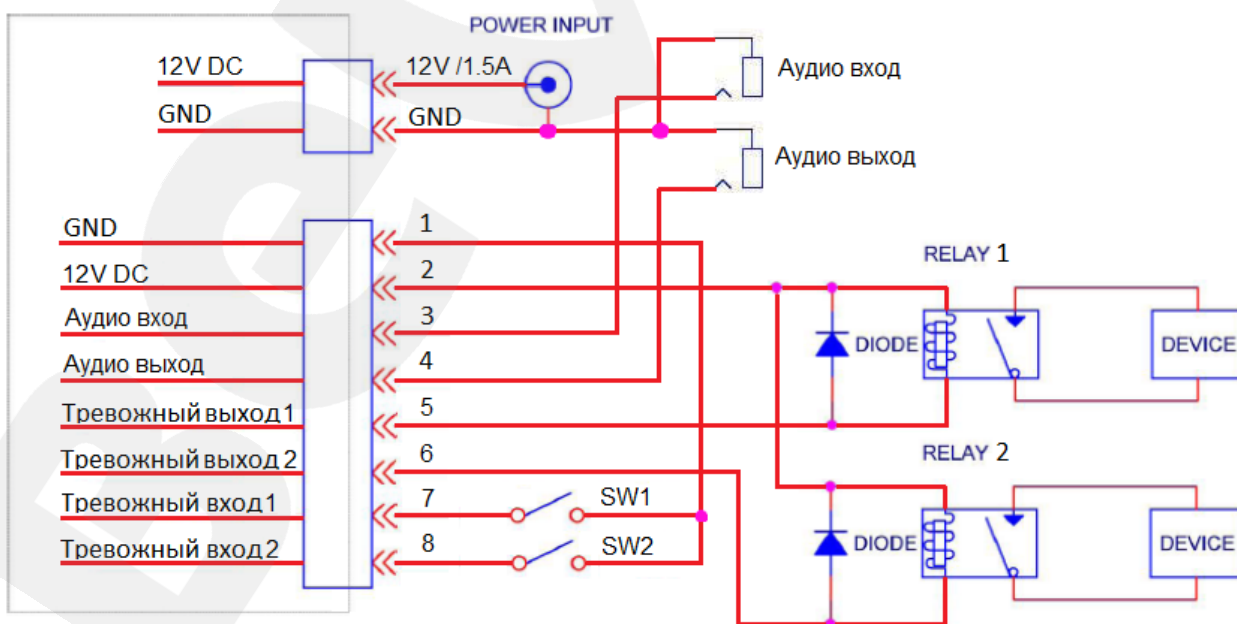 POWER INPUT
12V DC
12V /1.5A
Аудио вход
GND
GND
Аудио выход
GND
1
12V DC
2
RELAY 1
Аудио вход
3
DIODE
DEVICE
Аудио выход
4
Тревожный выход 1
5
Тревожный выход 2
6
RELAY 2
Тревожный вход 1
7
SW1
Тревожный вход 2
8
SW2
DIODE
DEVICE